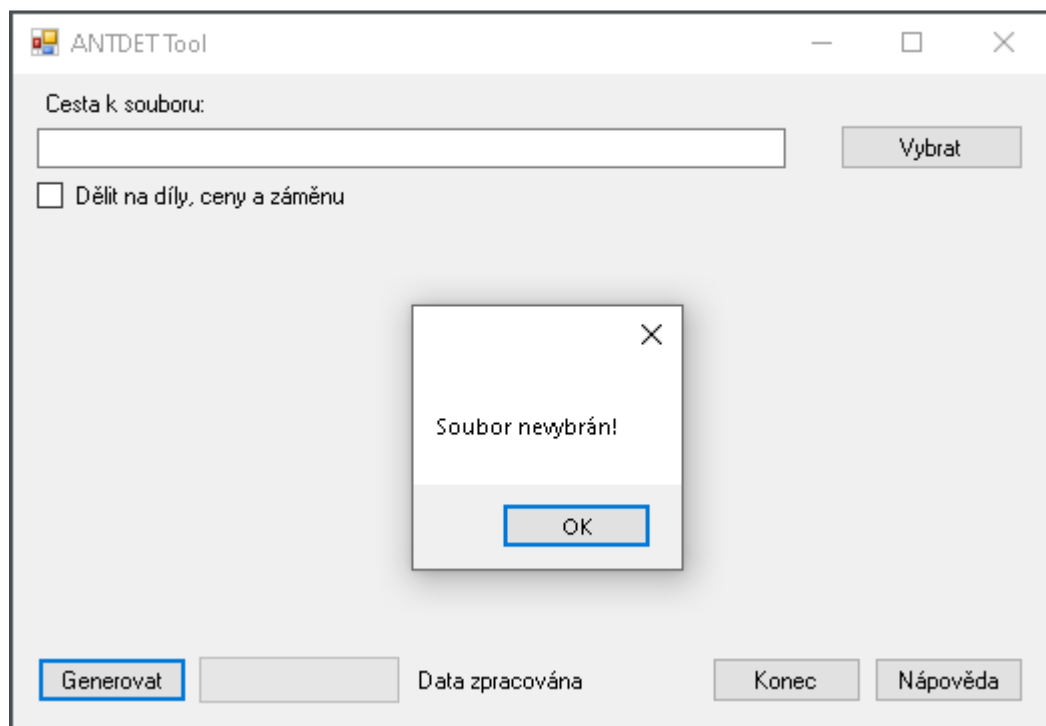 ANTDET Tool
Cesta k souboru:
Vybrat
Dělit na díly, ceny a záměnu
Soubor nevybrán!
OK
Generovat
Data zpracována
Konec
Nápověda